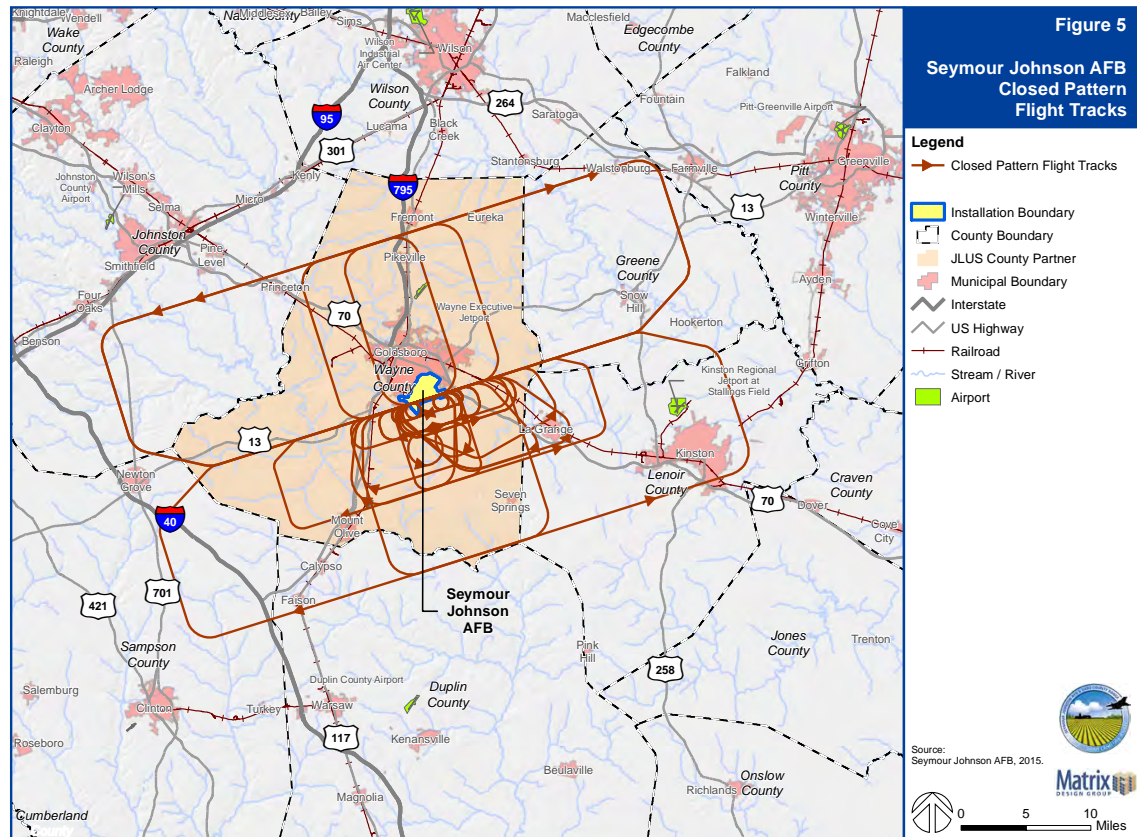 Figure 5
Seymour Johnson AFB
Closed Pattern
Flight Tracks
Legend
Closed Pattern Flight Tracks
Installation Boundary
County Boundary
JLUS County Partner
Municipal Boundary
Interstate
US Highway
Railroad
Stream / River
Airport
Source:
Seymour Johnson AFB, 2015.
Matrix
DESIGN GROUP
0 5 10
Miles
Knightdale
Wendell
Wake
County
Raleigh
Archer Lodge
Clayton
Middlesex
Bailey
Nash County
Sims
Wilson
Industrial
Air Center
Wilson
Wilson
County
Lucama
Black
Creek
95
301
264
795
Macclesfield
Edgecombe
County
Falkland
Fountain
Saratoga
Pitt-Greenville Airport
Stantonsburg
Walstonburg
Farmville
Greenville
Pitt
County
13
Winterville
Johnston
County
Airport
Wilson's
Mills
Selma
Micro
Kenly
Johnston
County
Smithfield
Pine
Level
Princeton
Four
Oaks
Benson
Fremont
Eureka
Pikeville
Wayne Executive
Jetport
70
Goldsboro
Wayne
County
Greene
County
Snow
Hill
Hookerton
Ayden
Grifton
Kinston Regional
Jetport at
Stallings Field
La Grange
Kinston
Lenoir
County
70
Craven
County
Dover
Cove
City
13
Newton
Grove
40
Mount
Olive
Seven
Springs
Calypso
Faison
Seymour
Johnson
AFB
701
421
Sampson
County
Salemburg
Clinton
Turkey
Roseboro
Duplin County Airport
Warsaw
Duplin
County
117
Kenansville
Magnolia
Beulaville
Pink
Hill
258
Jones
County
Trenton
Onslow
County
Richlands
Cumberland
County